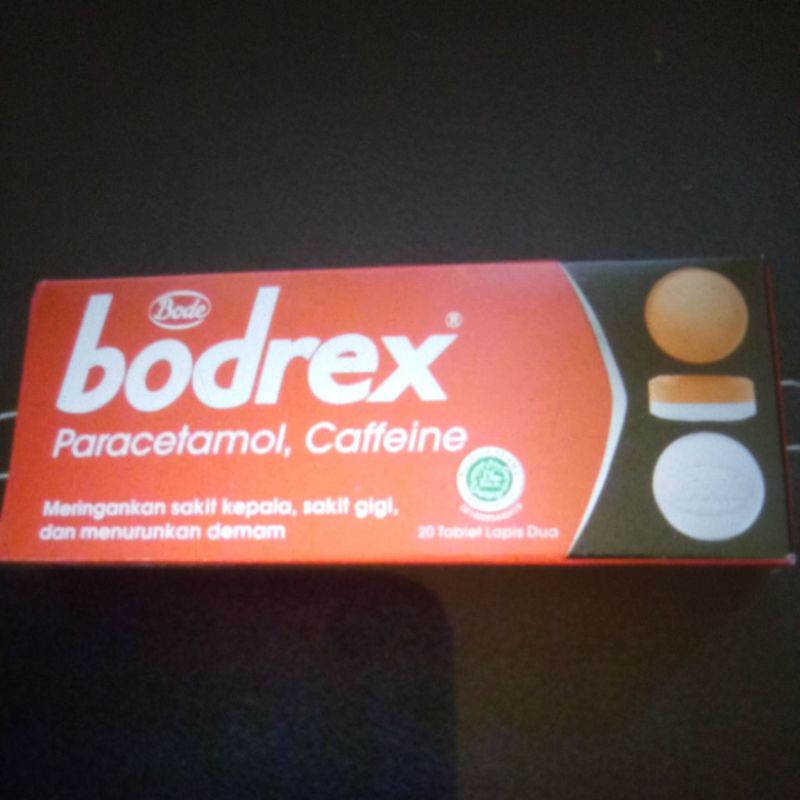 Bode
bodrex®
Paracetamol, Caffeine
Meringankan sakit kepala, sakit gigi,
dan menurunkan demam
20 Tablet Lapis Dua